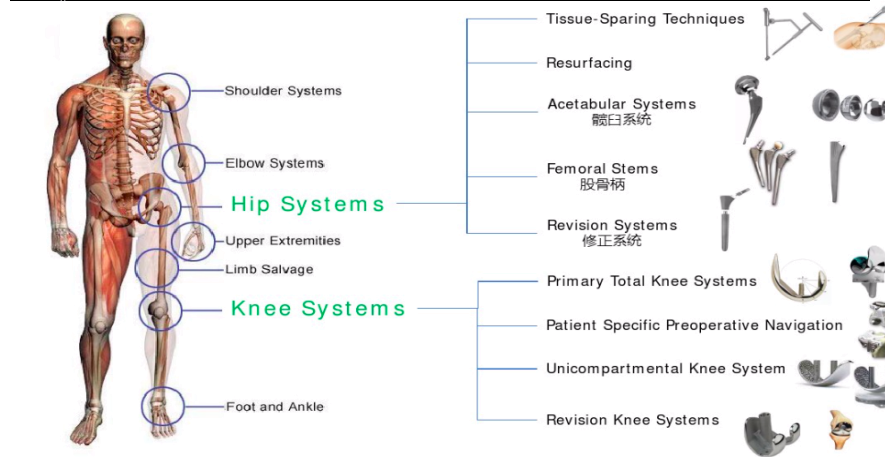 Shoulder Systems
Elbow Systems
Hip Systems
Upper Extremities
Limb Salvage
Knee Systems
Foot and Ankle
Tissue-Sparing Techniques
Resurfacing
Acetabular Systems
髋臼系统
Femoral Stems
股骨柄
Revision Systems
修正系统
Primary Total Knee Systems
Patient Specific Preoperative Navigation
Unicompartmental Knee System
Revision Knee Systems